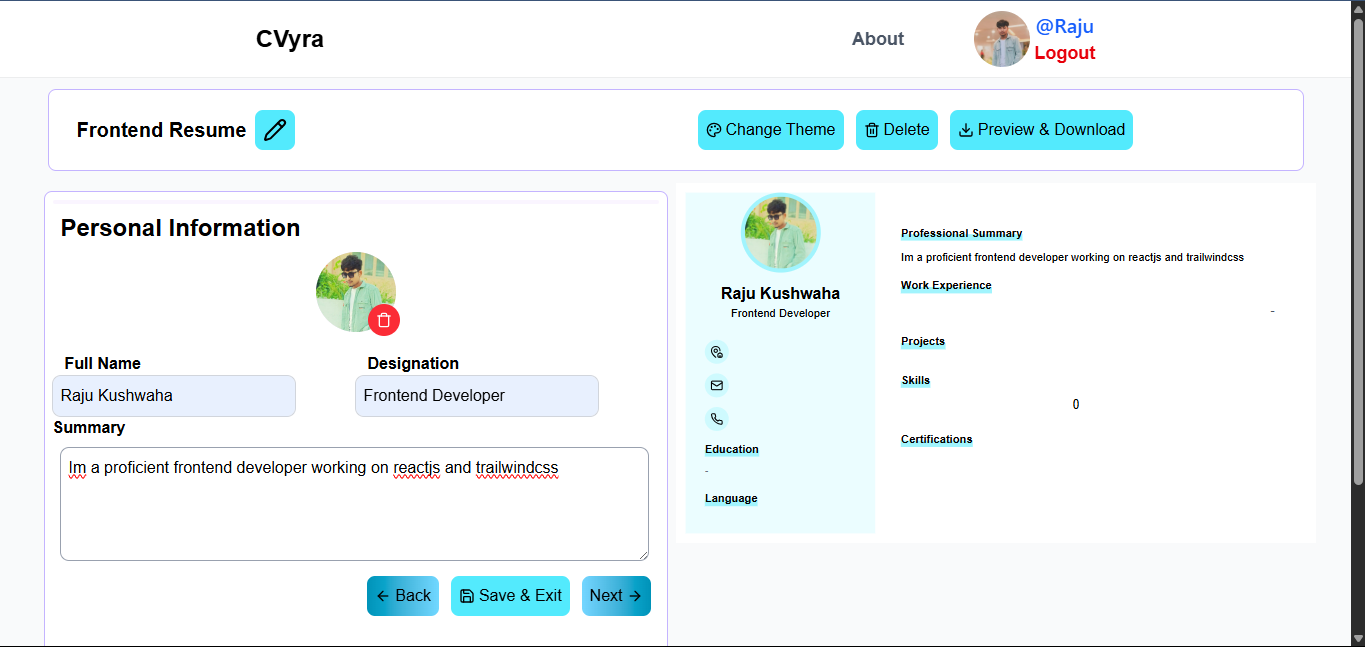 CVyra
About
@Raju
Logout
Frontend Resume
Change Theme
Delete
Preview & Download
Personal Information
Full Name
Designation
Raju Kushwaha
Frontend Developer
Summary
Im a proficient frontend developer working on reactjs and trailwindcss
← Back
Save & Exit
Next →
Raju Kushwaha
Frontend Developer
Education
-
Language
Professional Summary
Im a proficient frontend developer working on reactjs and trailwindcss
Work Experience
-
Projects
Skills
0
Certifications